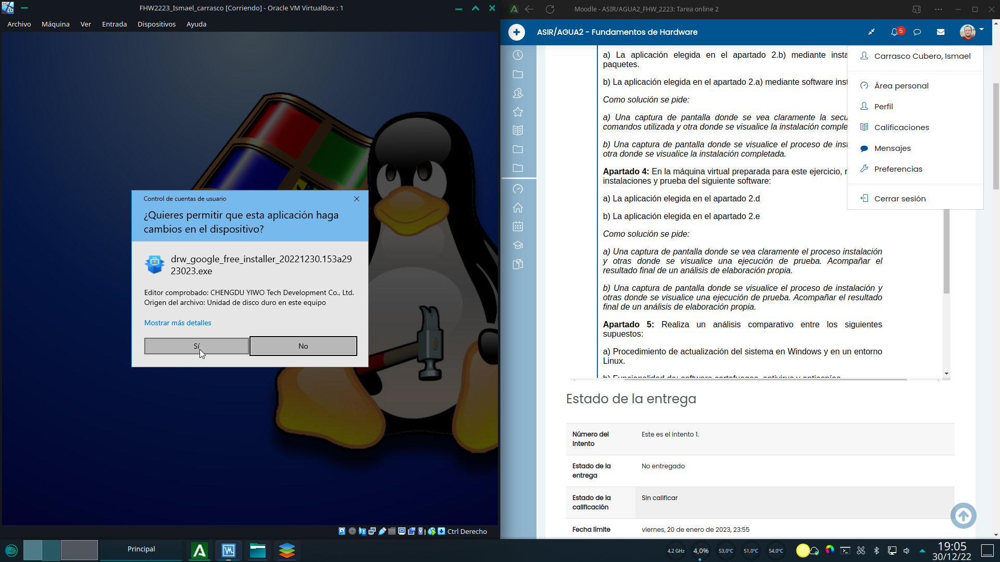 FHW2223_Ismael_carrasco [Corriendo] - Oracle VM VirtualBox : 1
Archivo Máquina Ver Entrada Dispositivos Ayuda
Control de cuentas de usuario
¿Quieres permitir que esta aplicación haga
cambios en el dispositivo?
drw_google_free_installer_20221230.153a29
23023.exe
Editor comprobado: CHENGDU YIWO Tech Development Co., Ltd.
Origen del archivo: Unidad de disco duro en este equipo
Mostrar más detalles
Sí No
Ctrl Derecho
Moodle - ASIR/AGUA2_FHW_2223: Tarea online 2
ASIR/AGUA2 - Fundamentos de Hardware
5
a) La aplicación elegida en el apartado 2.b) mediante
paquetes.
b) La aplicación elegida en el apartado 2.a) mediante software
Como solución se pide:
a) Una captura de pantalla donde se vea claramente la
comandos utilizada y otra donde se visualice la instalación
b) Una captura de pantalla donde se visualice el proceso de
otra donde se visualice la instalación completada.
Apartado 4: En la máquina virtual preparada para este ejercicio,
instalaciones y prueba del siguiente software:
a) La aplicación elegida en el apartado 2.d
b) La aplicación elegida en el apartado 2.e
Como solución se pide:
a) Una captura de pantalla donde se vea claramente el proceso instalación
y otras donde se visualice una ejecución de prueba. Acompañar el
resultado final de un análisis de elaboración propia.
b) Una captura de pantalla donde se visualice el proceso de instalación y
otras donde se visualice una ejecución de prueba. Acompañar el resultado
final de un análisis de elaboración propia.
Apartado 5: Realiza un análisis comparativo entre los siguientes
supuestos:
a) Procedimiento de actualización del sistema en Windows y en un entorno
Linux.
b) Funcionalidad de: software cortafuegos, antivirus y antiespías.
Carrasco Cubero, Ismael
Área personal
Perfil
Calificaciones
Mensajes
Preferencias
Cerrar sesión
Estado de la entrega
Número del
intento
Este es el intento 1.
Estado de la
entrega
No entregado
Estado de la
calificación
Sin calificar
Fecha límite
viernes, 20 de enero de 2023, 23:55
Principal
4,2 GHz 4,0% 53,0°C 51,0°C 54,0°C
19:05
30/12/22